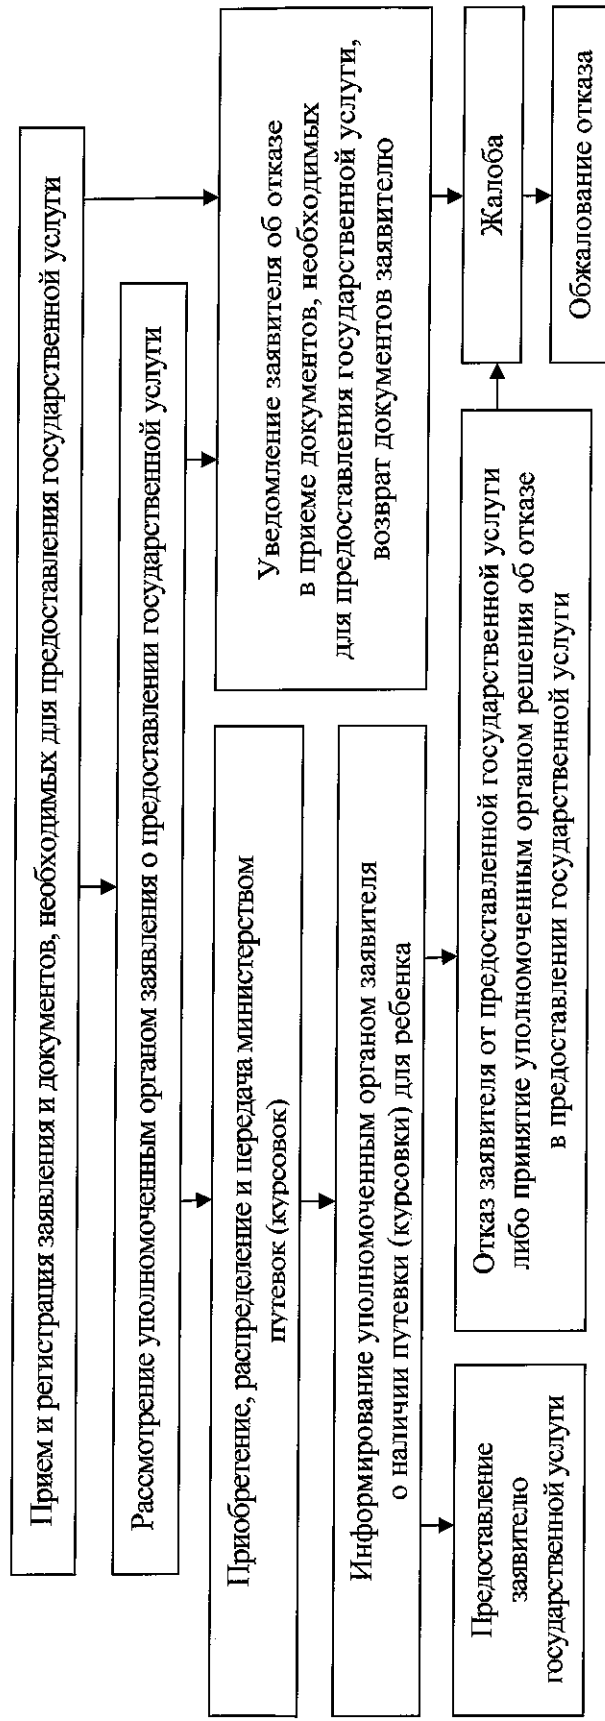 Прием и регистрация заявления и документов, необходимых для предоставления государственной услуги
Рассмотрение уполномоченным органом заявления о предоставлении государственной услуги
Приобретение, распределение и передача министерством
путевок (курсовок)
Уведомление заявителя об отказе
в приеме документов, необходимых
для предоставления государственной услуги,
возврат документов заявителю
Информирование уполномоченным органом заявителя
о наличии путевки (курсовки) для ребенка
Предоставление
заявителю
государственной услуги
Отказ заявителя от предоставленной государственной услуги
либо принятие уполномоченным органом решения об отказе
в предоставлении государственной услуги
Жалоба
Обжалование отказа